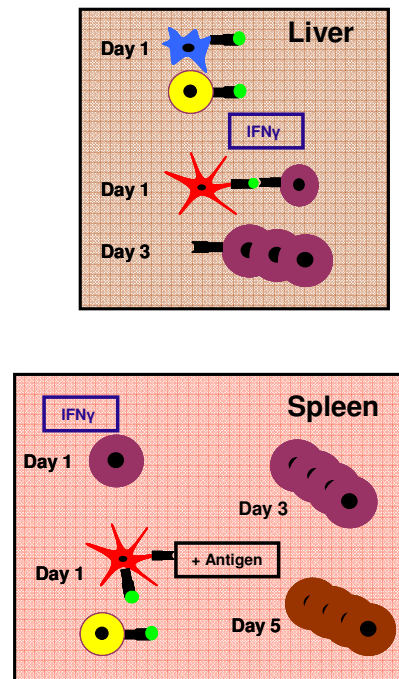 Liver
Day 1
IFNγ
Day 1
Day 3
Spleen
IFNγ
Day 1
Day 3
Day 1
+ Antigen
Day 5